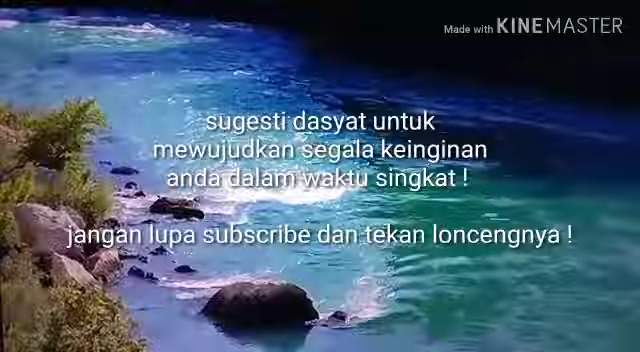 Made with KINEMASTER
sugesti dasyat untuk
mewujudkan segala keinginan
anda dalam waktu singkat !
jangan lupa subscribe dan tekan loncengnya !